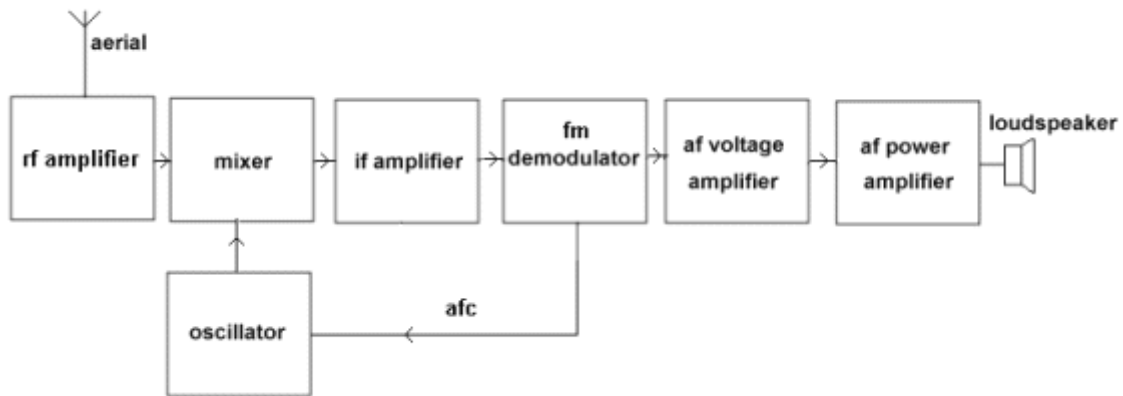 aerial
rf amplifier
mixer
if amplifier
fm
demodulator
af voltage
amplifier
af power
amplifier
loudspeaker
oscillator
afc